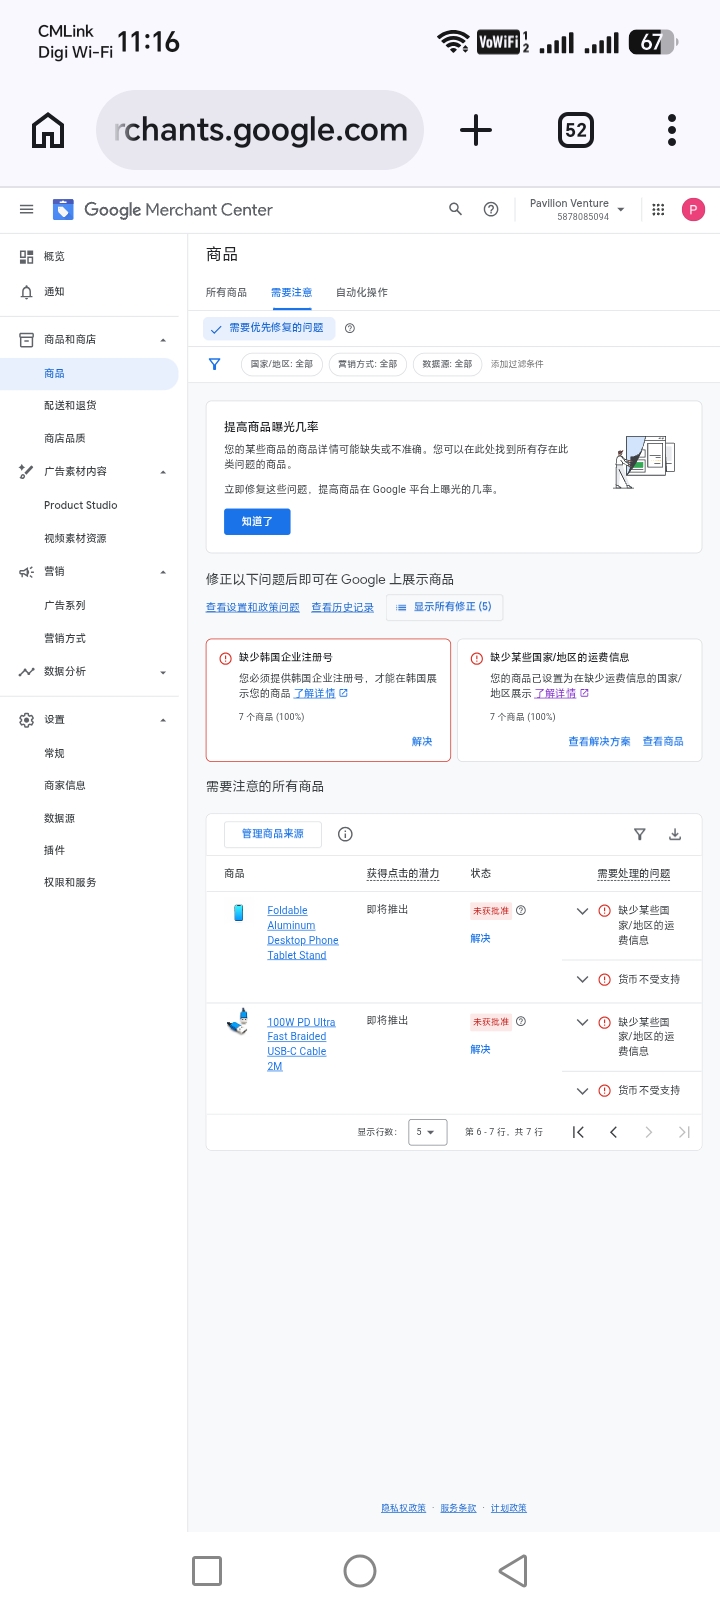 CMLink
Digi Wi-Fi
11:16
VoWiFi 1 2
67
rchants.google.com
52
Google Merchant Center
Pavilion Venture
5878085094
P
概览
通知
商品和商店
商品
配送和退货
商店品质
广告素材内容
Product Studio
视频素材资源
营销
广告系列
营销方式
数据分析
设置
常规
商家信息
数据源
插件
权限和服务
商品
所有商品 需要注意 自动化操作
需要优先修复的问题
国家/地区: 全部 营销方式: 全部 数据源: 全部 添加过滤条件
提高商品曝光几率
您的某些商品的商品详情可能缺失或不准确。您可以在此处找到所有存在此
类问题的商品。
立即修复这些问题，提高商品在 Google 平台上曝光的几率。
知道了
修正以下问题后即可在 Google 上展示商品
查看设置和政策问题 查看历史记录 显示所有修正 (5)
缺少韩国企业注册号
您必须提供韩国企业注册号，才能在韩国展
示您的商品 了解详情
7 个商品 (100%)
解决
缺少某些国家/地区的运费信息
您的商品已设置为在缺少运费信息的国家/
地区展示 了解详情
7 个商品 (100%)
查看解决方案 查看商品
需要注意的所有商品
管理商品来源
商品 获得点击的潜力 状态 需要处理的问题
Foldable
Aluminum
Desktop Phone
Tablet Stand
即将推出
未获批准
解决
缺少某些国
家/地区的运
费信息
货币不受支持
100W PD Ultra
Fast Braided
USB-C Cable
2M
即将推出
未获批准
解决
缺少某些国
家/地区的运
费信息
货币不受支持
显示行数: 5 第 6 - 7 行，共 7 行
隐私权政策 · 服务条款 · 计划政策